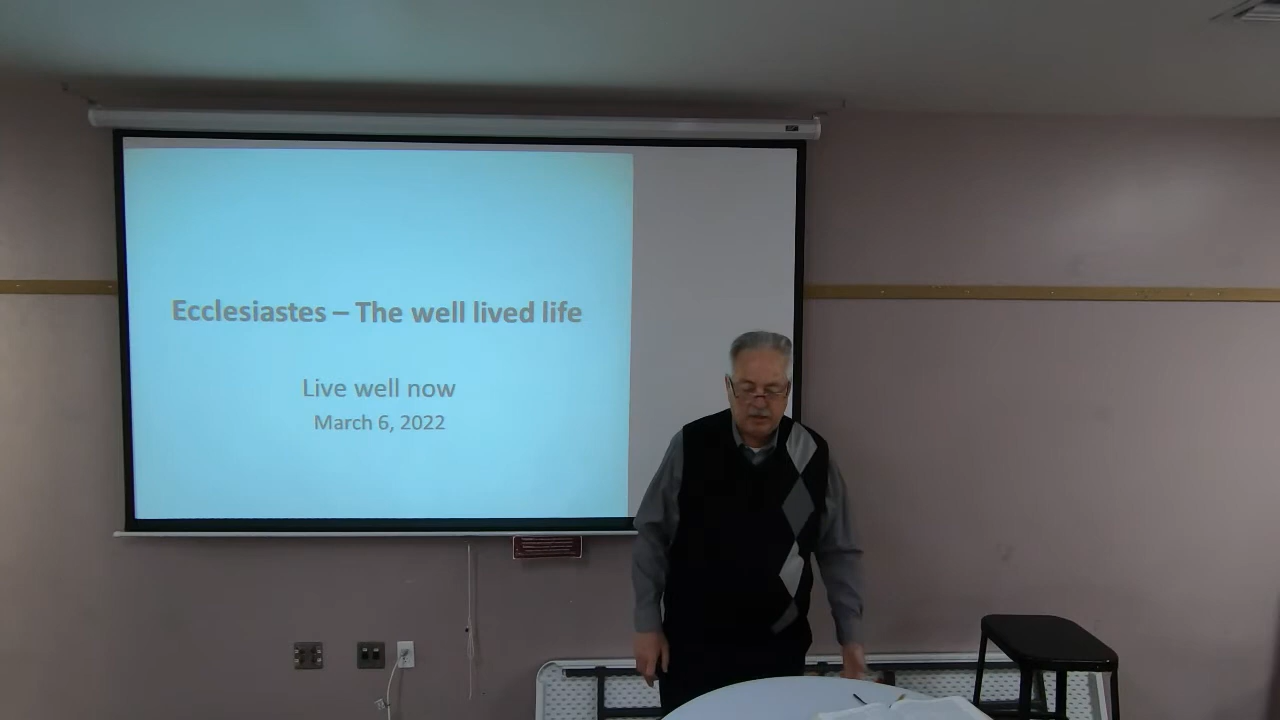 Ecclesiastes – The well lived life
Live well now
March 6, 2022